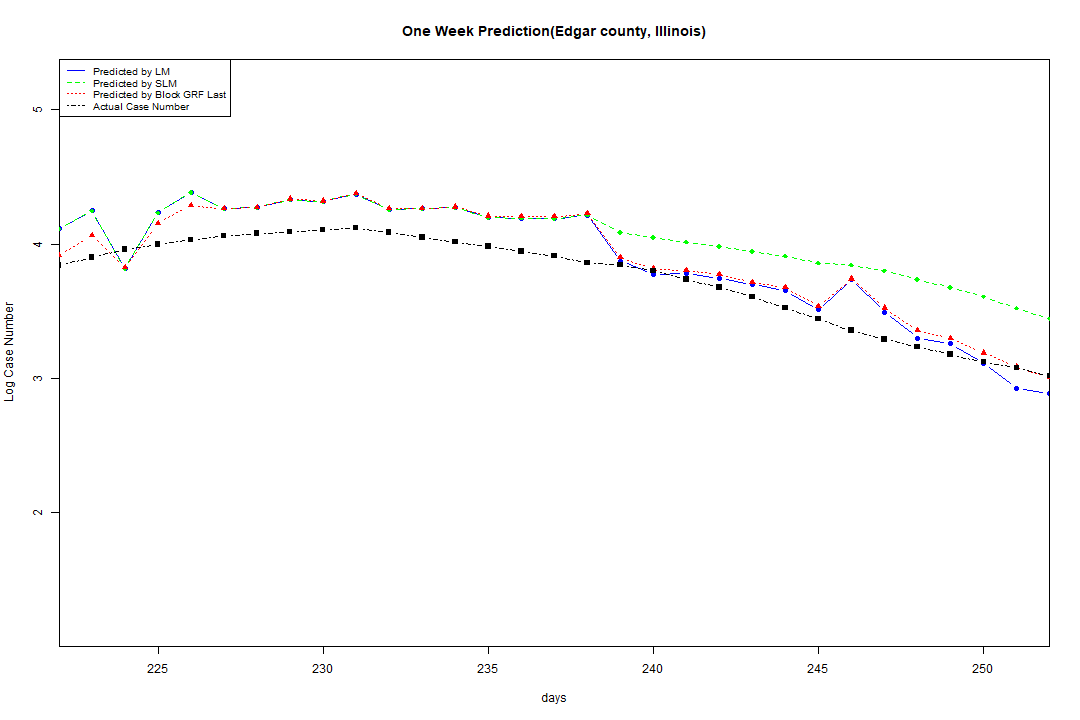 One Week Prediction(Edgar county, Illinois)
Predicted by LM
Predicted by SLM
Predicted by Block GRF Last
Actual Case Number
5
4
3
2
Log Case Number
225
230
235
240
245
250
days